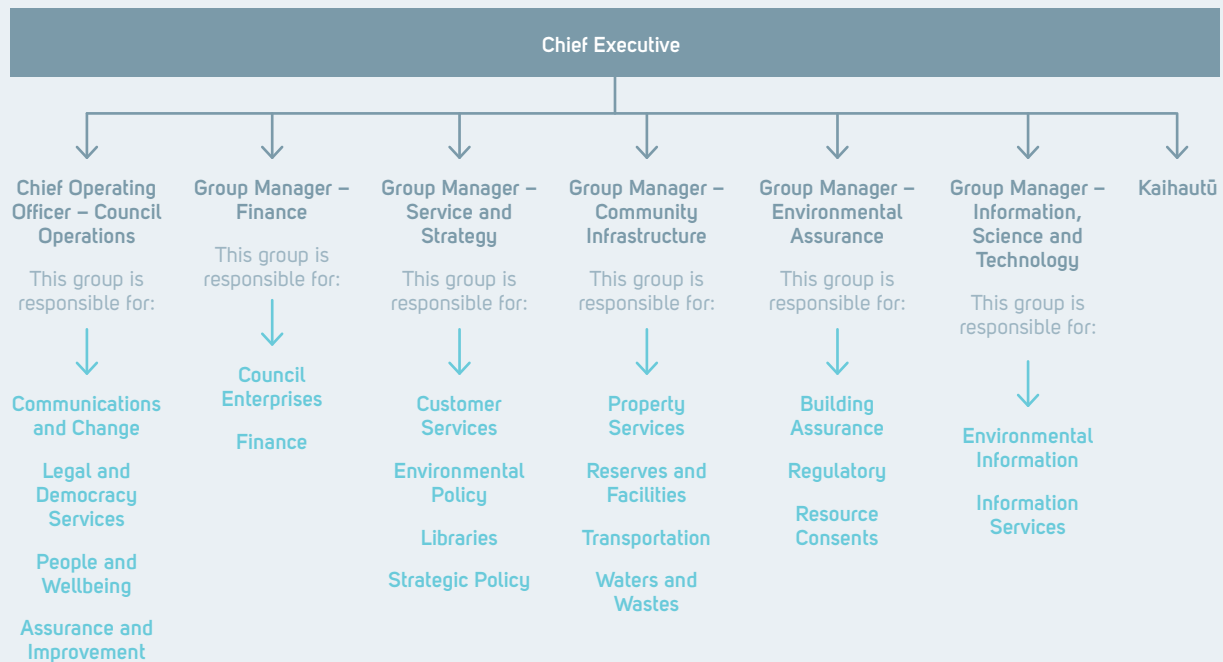 Chief Executive
Chief Operating
Officer – Council
Operations
This group is
responsible for:
Communications
and Change
Legal and
Democracy
Services
People and
Wellbeing
Assurance and
Improvement
Group Manager –
Finance
This group is
responsible for:
Council
Enterprises
Finance
Group Manager –
Service and
Strategy
This group is
responsible for:
Customer
Services
Environmental
Policy
Libraries
Strategic Policy
Group Manager –
Community
Infrastructure
This group is
responsible for:
Property
Services
Reserves and
Facilities
Transportation
Waters and
Wastes
Group Manager –
Environmental
Assurance
This group is
responsible for:
Building
Assurance
Regulatory
Resource
Consents
Group Manager –
Information,
Science and
Technology
This group is
responsible for:
Environmental
Information
Information
Services
Kaihautū